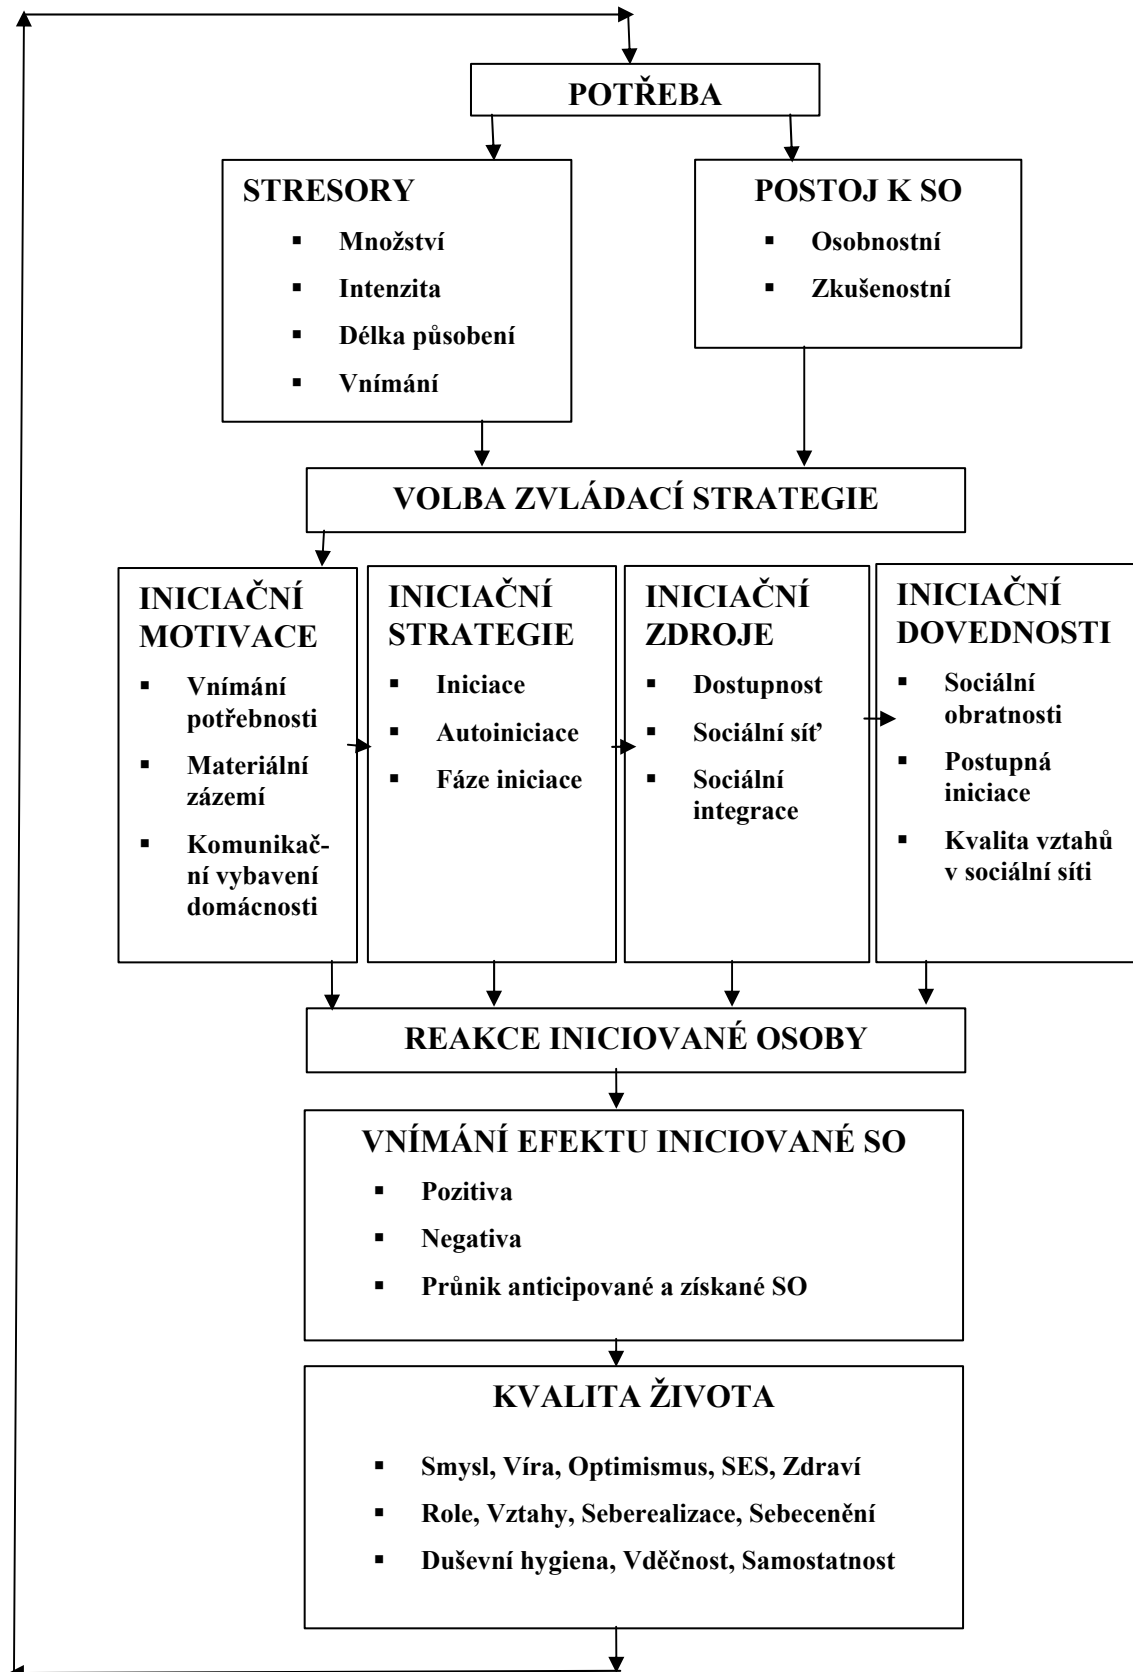 POTŘEBA
STRESORY
▪ Množství
▪ Intenzita
▪ Délka působení
▪ Vnímání
POSTOJ K SO
▪ Osobnostní
▪ Zkušenostní
VOLBA ZVLÁDACÍ STRATEGIE
INICIAČNÍ
MOTIVACE
▪ Vnímání
potřebnosti
▪ Materiální
zázemí
▪ Komunikač-
ní vybavení
domácnosti
INICIAČNÍ
STRATEGIE
▪ Iniciace
▪ Autoiniciace
▪ Fáze iniciace
INICIAČNÍ
ZDROJE
▪ Dostupnost
▪ Sociální síť
▪ Sociální
integrace
INICIAČNÍ
DOVEDNOSTI
▪ Sociální
obratnosti
▪ Postupná
iniciace
▪ Kvalita vztahů
v sociální síti
REAKCE INICIOVANÉ OSOBY
VNÍMÁNÍ EFEKTU INICIOVANÉ SO
▪ Pozitiva
▪ Negativa
▪ Průnik anticipované a získané SO
KVALITA ŽIVOTA
▪ Smysl, Víra, Optimismus, SES, Zdraví
▪ Role, Vztahy, Seberealizace, Sebecenění
▪ Duševní hygiena, Vděčnost, Samostatnost